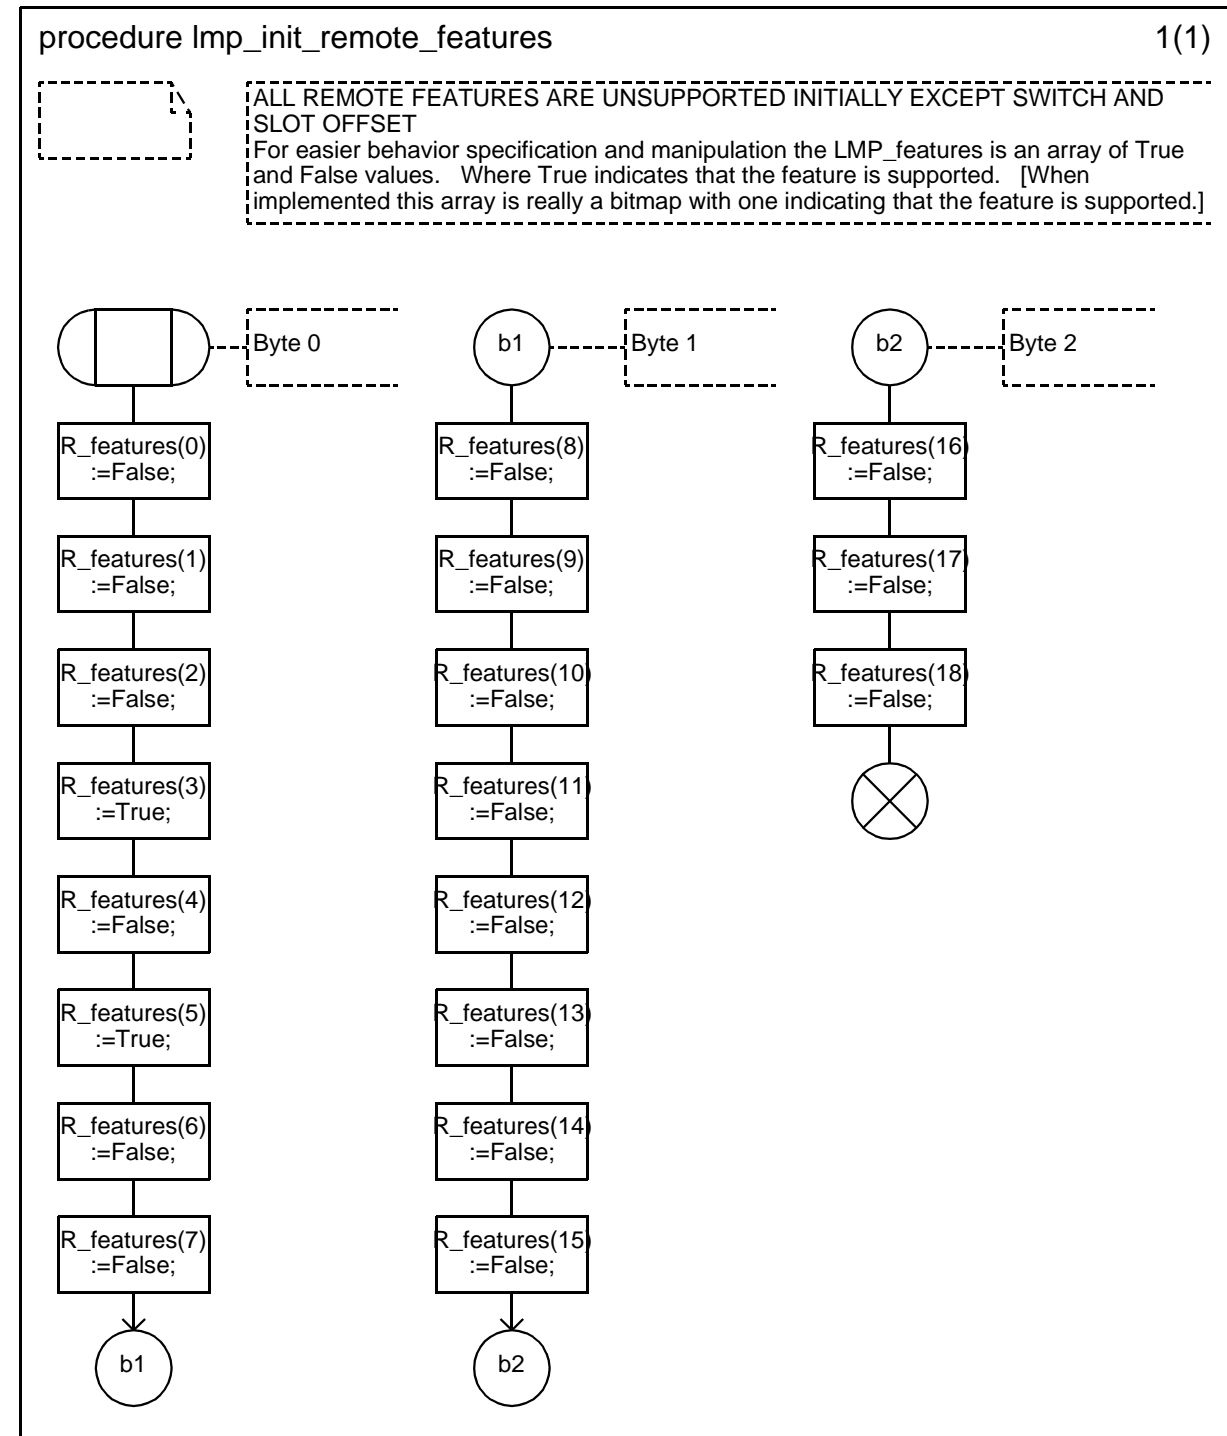 procedure lmp_init_remote_features
1(1)
ALL REMOTE FEATURES ARE UNSUPPORTED INITIALLY EXCEPT SWITCH AND
SLOT OFFSET
For easier behavior specification and manipulation the LMP_features is an array of True
and False values. Where True indicates that the feature is supported. [When
implemented this array is really a bitmap with one indicating that the feature is supported.]
Byte 0
R_features(0)
:=False;
R_features(1)
:=False;
R_features(2)
:=False;
R_features(3)
:=True;
R_features(4)
:=False;
R_features(5)
:=True;
R_features(6)
:=False;
R_features(7)
:=False;
b1
b1
Byte 1
R_features(8)
:=False;
R_features(9)
:=False;
R_features(10)
:=False;
R_features(11)
:=False;
R_features(12)
:=False;
R_features(13)
:=False;
R_features(14)
:=False;
R_features(15)
:=False;
b2
b2
Byte 2
R_features(16)
:=False;
R_features(17)
:=False;
R_features(18)
:=False;